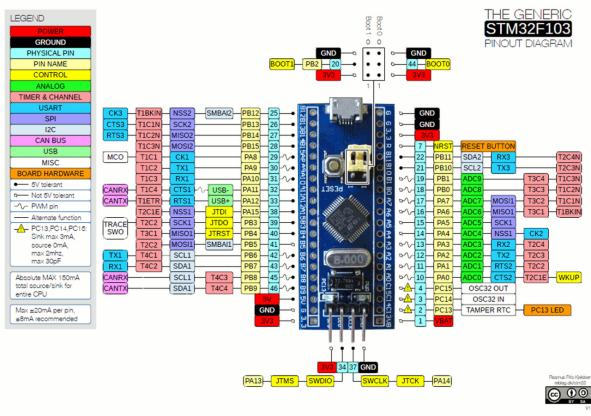 LEGEND
POWER
GROUND
PHYSICAL PIN
PIN NAME
CONTROL
ANALOG
TIMER & CHANNEL
USART
SPI
I2C
CAN BUS
USB
MISC
BOARD HARDWARE
5V tolerant
Not 5V tolerant
PWM pin
Alternate function
PC13,PC14,PC15:
Sink max 3mA,
source 0mA,
max 2mhz,
max 30pF
Absolute MAX 150mA
total source/sink for
entire CPU
Max ±20mA per pin,
±8mA recommended
THE GENERIC
STM32F103
PINOUT DIAGRAM
Boot 1 Boot 0
GND GND
BOOT1 PB2 20 44 BOOT0
3V3 3V3
1 1
CK3 T1BKIN NSS2 SMBAI2 PB12 25
CTS3 T1C1N SCK2 PB13 26
RTS3 T1C2N MISO2 PB14 27
T1C3N MOSI2 PB15 28
MCO T1C1 CK1 PA8 29
T1C2 TX1 PA9 30
T1C3 RX1 PA10 31
CANRX T1C4 CTS1 USB- PA11 32
CANTX T1ETR RTS1 USB+ PA12 33
T2C1E NSS1 JTDI PA15 38
TRACE SWO T2C2 SCK1 JTDO PB3 39
T3C1 MISO1 JTRST PB4 40
T3C2 MOSI1 SMBAI1 PB5 41
TX1 T4C1 SCL1 PB6 42
RX1 T4C2 SDA1 PB7 43
CANRX SCL1 T4C3 PB8 45
CANTX SDA1 T4C4 PB9 46
5V
GND
3V3
GND
GND
3V3
7 NRST RESET BUTTON
22 PB11 SDA2 RX3 T2C4N
21 PB10 SCL2 TX3 T2C3N
19 PB1 ADC9 T3C4 T1C3N
18 PB0 ADC8 T3C3 T1C2N
17 PA7 ADC7 MOSI1 T3C2 T1C1N
16 PA6 ADC6 MISO1 T3C1 T1BKIN
15 PA5 ADC5 SCK1
14 PA4 ADC4 NSS1 CK2
13 PA3 ADC3 RX2 T2C4
12 PA2 ADC2 TX2 T2C3
11 PA1 ADC1 RTS2 T2C2
10 PA0 ADC0 CTS2 T2C1E WKUP
4 PC15 OSC32 OUT
3 PC14 OSC32 IN
2 PC13 TAMPER RTC PC13 LED
1 VBAT
3V3 34 37 GND
PA13 JTMS SWDIO SWCLK JTCK PA14
8-000
BY SA